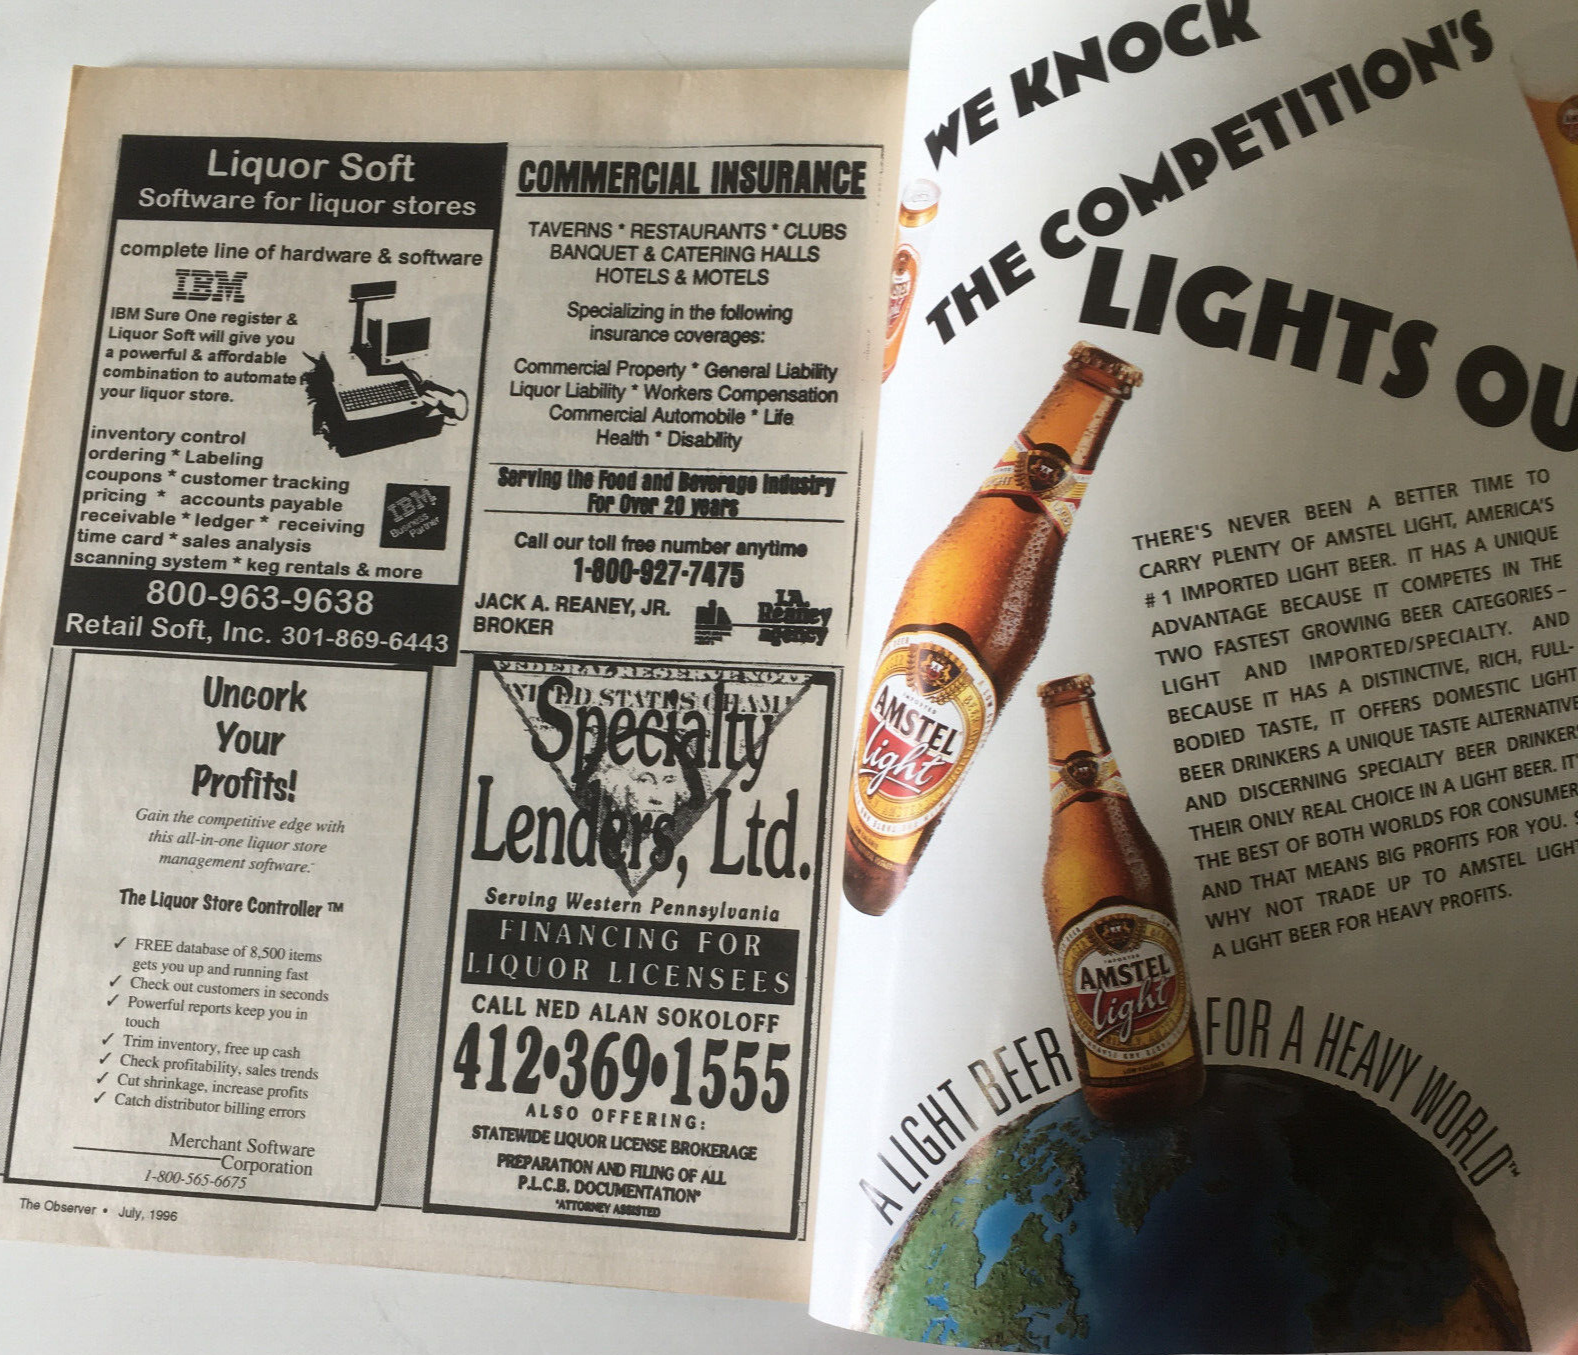 Liquor Soft
Software for liquor stores
complete line of hardware & software
IBM
IBM Sure One register &
Liquor Soft will give you
a powerful & affordable
combination to automate
your liquor store.
inventory control
ordering * Labeling
coupons * customer tracking
pricing * accounts payable
receivable * ledger * receiving
time card * sales analysis
scanning system * keg rentals & more
IBM
Business
Partner
800-963-9638
Retail Soft, Inc. 301-869-6443
COMMERCIAL INSURANCE
TAVERNS * RESTAURANTS * CLUBS
BANQUET & CATERING HALLS
HOTELS & MOTELS
Specializing in the following
insurance coverages:
Commercial Property * General Liability
Liquor Liability * Workers Compensation
Commercial Automobile * Life
Health * Disability
Serving the Food and Beverage Industry
For Over 20 years
Call our toll free number anytime
1-800-927-7475
JACK A. REANEY, JR.
BROKER
J.A.
Reaney
agency
Uncork
Your
Profits!
Gain the competitive edge with
this all-in-one liquor store
management software.
The Liquor Store Controller ™
✓ FREE database of 8,500 items
gets you up and running fast
✓ Check out customers in seconds
✓ Powerful reports keep you in
touch
✓ Trim inventory, free up cash
✓ Check profitability, sales trends
✓ Cut shrinkage, increase profits
✓ Catch distributor billing errors
Merchant Software
Corporation
1-800-565-6675
FEDERAL RESERVE NOTE
Specialty
Lenders, Ltd.
Serving Western Pennsylvania
FINANCING FOR
LIQUOR LICENSEES
CALL NED ALAN SOKOLOFF
412•369•1555
ALSO OFFERING:
STATEWIDE LIQUOR LICENSE BROKERAGE
PREPARATION AND FILING OF ALL
P.L.C.B. DOCUMENTATION*
*ATTORNEY ASSISTED
The Observer • July, 1996
WE KNOCK
THE COMPETITION'S
LIGHTS OU
THERE'S NEVER BEEN A BETTER TIME TO
CARRY PLENTY OF AMSTEL LIGHT, AMERICA'S
# 1 IMPORTED LIGHT BEER. IT HAS A UNIQUE
ADVANTAGE BECAUSE IT COMPETES IN THE
TWO FASTEST GROWING BEER CATEGORIES –
LIGHT AND IMPORTED/SPECIALTY. AND
BECAUSE IT HAS A DISTINCTIVE, RICH, FULL-
BODIED TASTE, IT OFFERS DOMESTIC LIGHT
BEER DRINKERS A UNIQUE TASTE ALTERNATIVE
AND DISCERNING SPECIALTY BEER DRINKERS
THEIR ONLY REAL CHOICE IN A LIGHT BEER. IT'
THE BEST OF BOTH WORLDS FOR CONSUMER
AND THAT MEANS BIG PROFITS FOR YOU. S
WHY NOT TRADE UP TO AMSTEL LIGHT
A LIGHT BEER FOR HEAVY PROFITS.
IMPORTED
AMSTEL
light
IMPORTED
AMSTEL
light
A LIGHT BEER FOR A HEAVY WORLD™